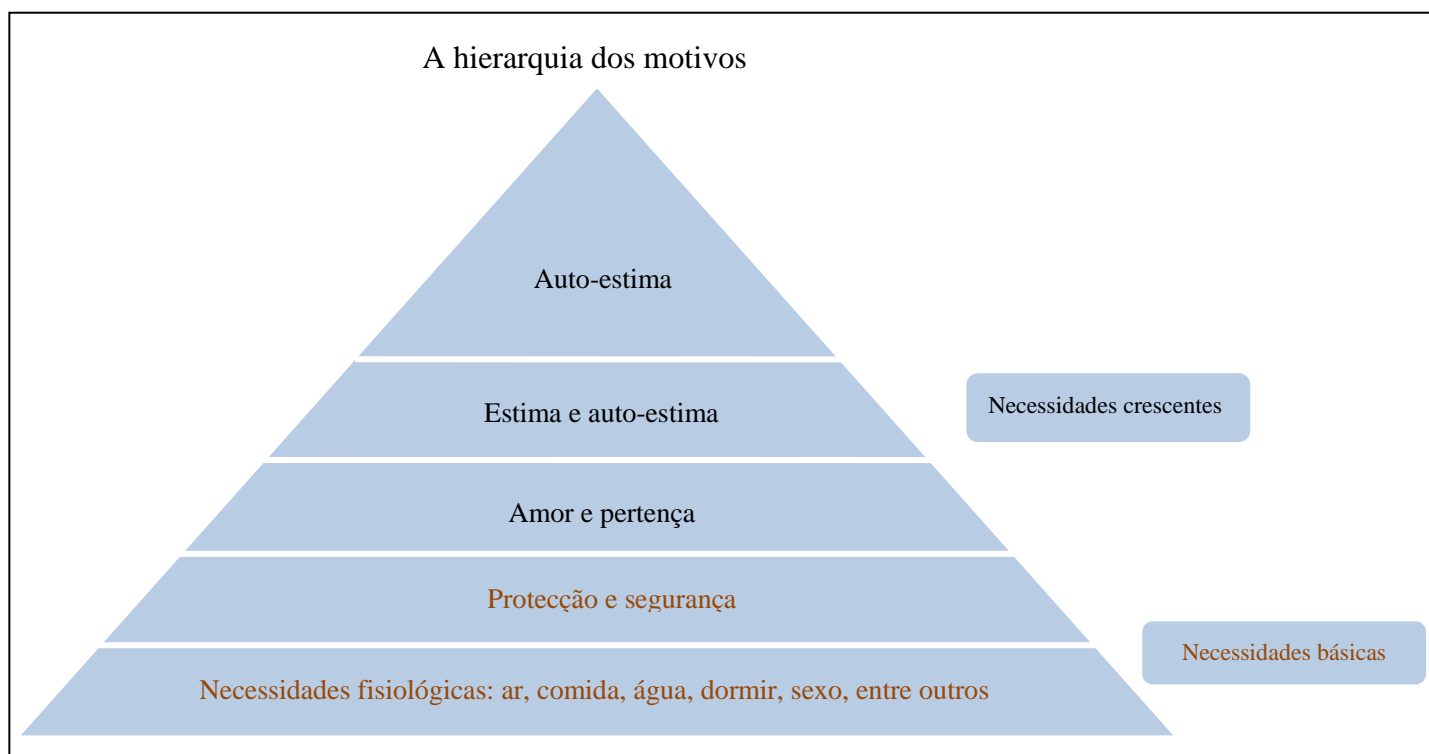 A hierarquia dos motivos
Auto-estima
Estima e auto-estima
Necessidades crescentes
Amor e pertença
Protecção e segurança
Necessidades básicas
Necessidades fisiológicas: ar, comida, água, dormir, sexo, entre outros